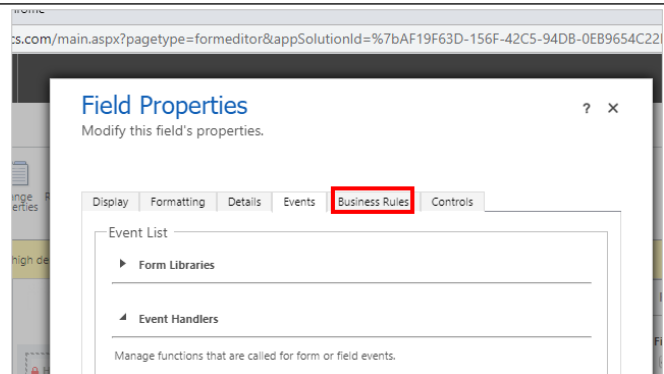 cs.com/main.aspx?pagetype=formeditor&appSolutionId=%7bAF19F63D-156F-42C5-94DB-0EB9654C22
Field Properties
? ×
Modify this field's properties.
Display Formatting Details Events Business Rules Controls
Event List
Form Libraries
Event Handlers
high de
Manage functions that are called for form or field events.